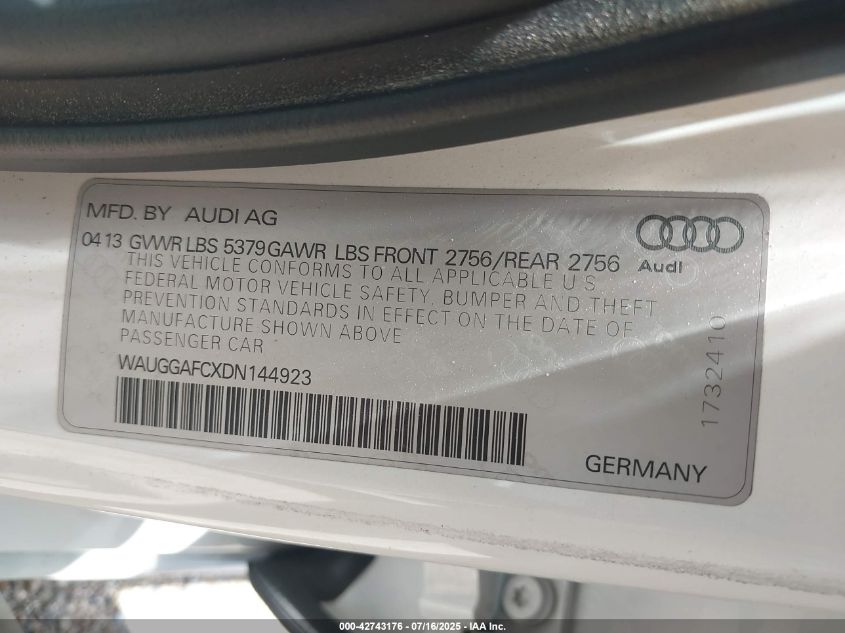 MFD. BY AUDI AG
Audi
04 13 GVWR LBS 5379 GAWR LBS FRONT 2756/REAR 2756
THIS VEHICLE CONFORMS TO ALL APPLICABLE U.S.
FEDERAL MOTOR VEHICLE SAFETY, BUMPER AND THEFT
PREVENTION STANDARDS IN EFFECT ON THE DATE OF
MANUFACTURE SHOWN ABOVE
PASSENGER CAR
WAUGGAFCXDN144923
1732410
GERMANY
000-42743176 - 07/16/2025 - IAA Inc.